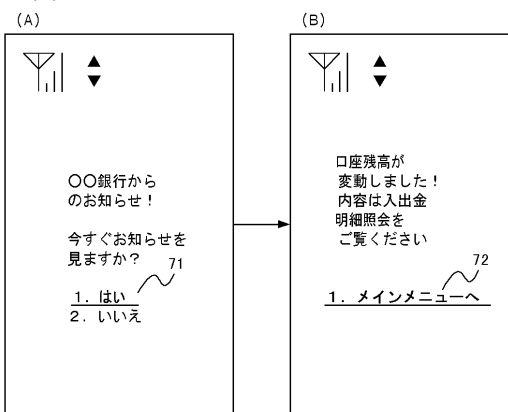 (A)
〇〇銀行から
のお知らせ！
今すぐお知らせを
見ますか？
71
1．はい
2．いいえ
(B)
口座残高が
変動しました！
内容は入出金
明細照会を
ご覧ください
72
1．メインメニューへ